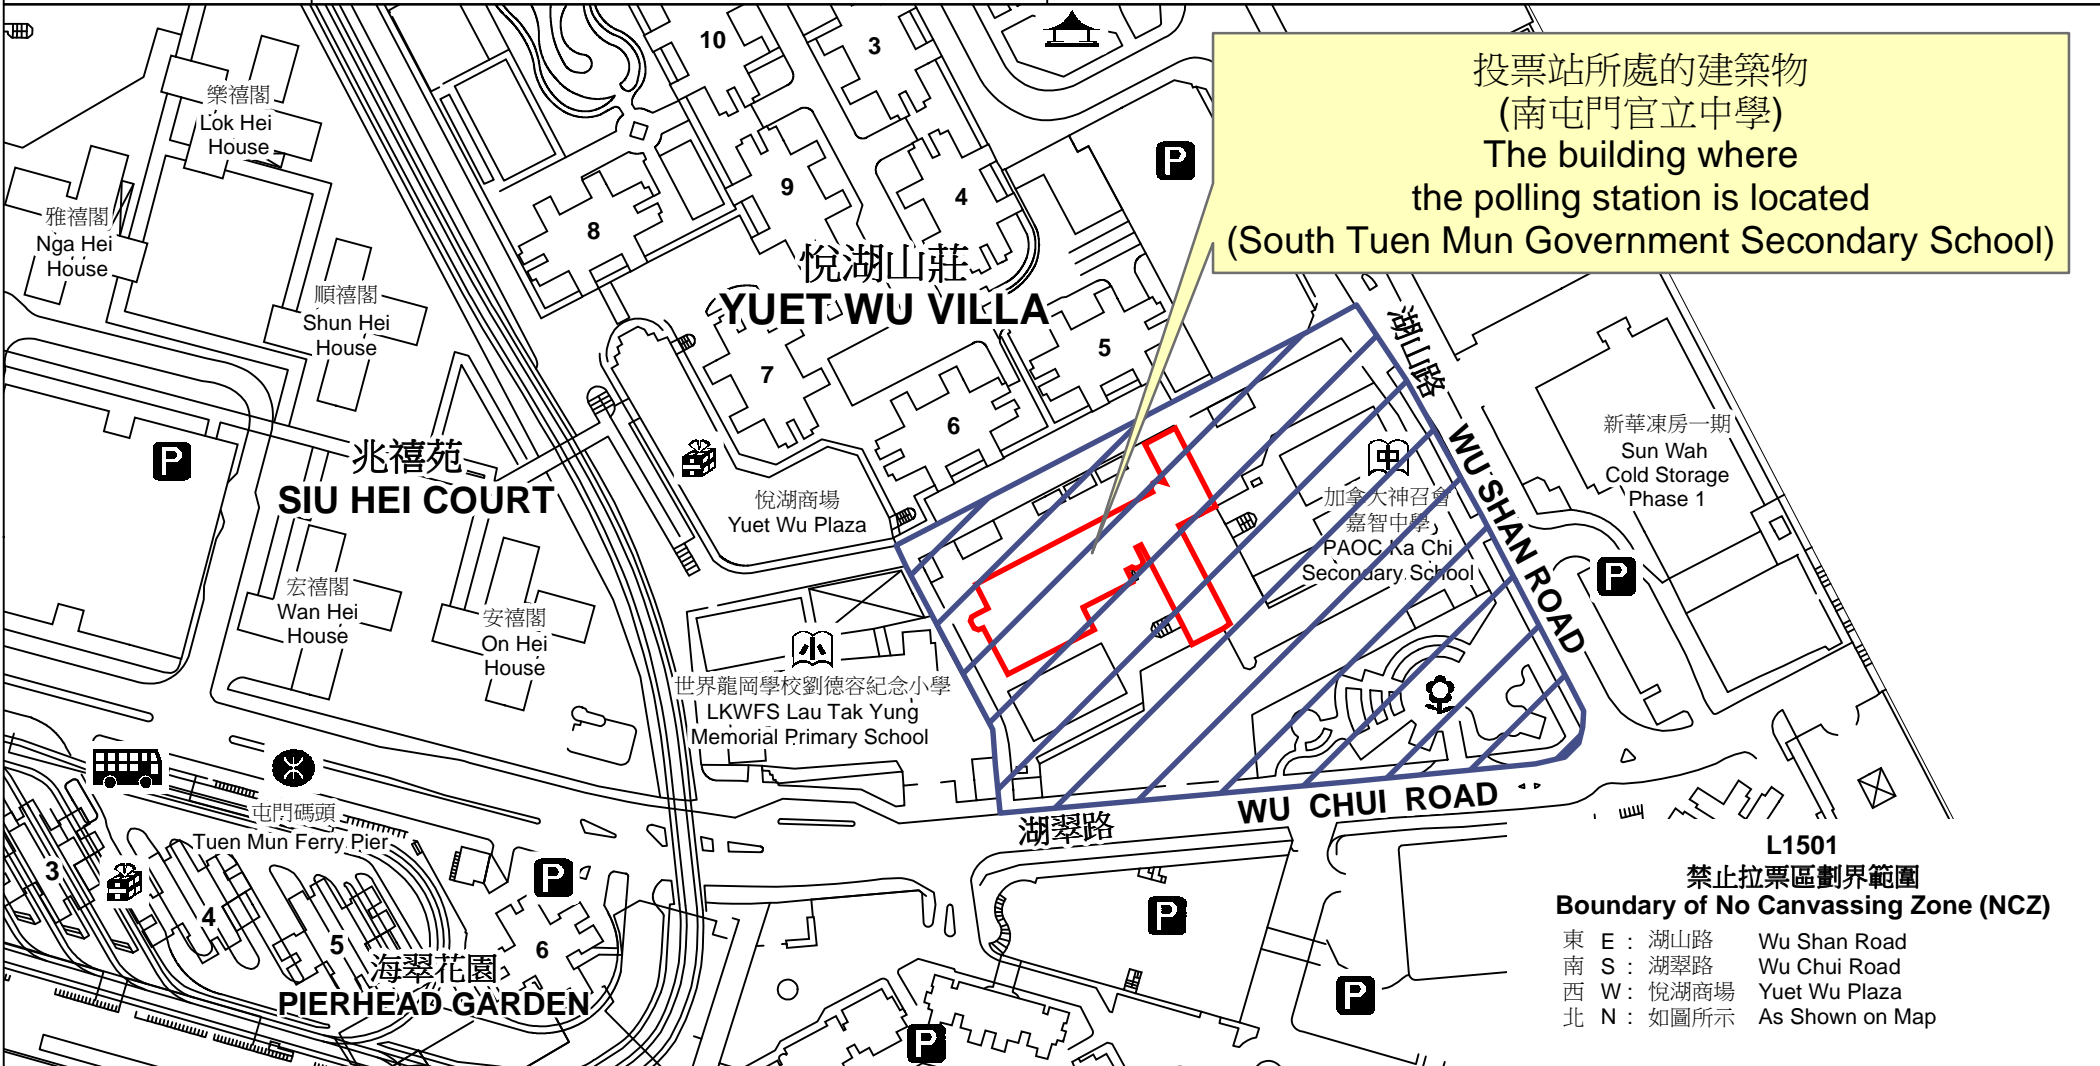 投票站所處的建築物
(南屯門官立中學)
The building where
the polling station is located
(South Tuen Mun Government Secondary School)
10
3
樂禧閣
Lok Hei
House
9
4
8
雅禧閣
Nga Hei
House
悅湖山莊
YUET WU VILLA
順禧閣
Shun Hei
House
5
7
6
湖山路
WU SHAN ROAD
新華凍房一期
Sun Wah
Cold Storage
Phase 1
兆禧苑
SIU HEI COURT
悅湖商場
Yuet Wu Plaza
中
加拿大神召會
嘉智中學
PAOC Ka Chi
Secondary School
宏禧閣
Wan Hei
House
安禧閣
On Hei
House
小
世界龍岡學校劉德容紀念小學
LKWFS Lau Tak Yung
Memorial Primary School
屯門碼頭
Tuen Mun Ferry Pier
湖翠路
WU CHUI ROAD
3
4
5
6
海翠花園
PIERHEAD GARDEN
P
P
P
P
P
P
P
L1501
禁止拉票區劃界範圍
Boundary of No Canvassing Zone (NCZ)
東 E : 湖山路 Wu Shan Road
南 S : 湖翠路 Wu Chui Road
西 W : 悅湖商場 Yuet Wu Plaza
北 N : 如圖所示 As Shown on Map